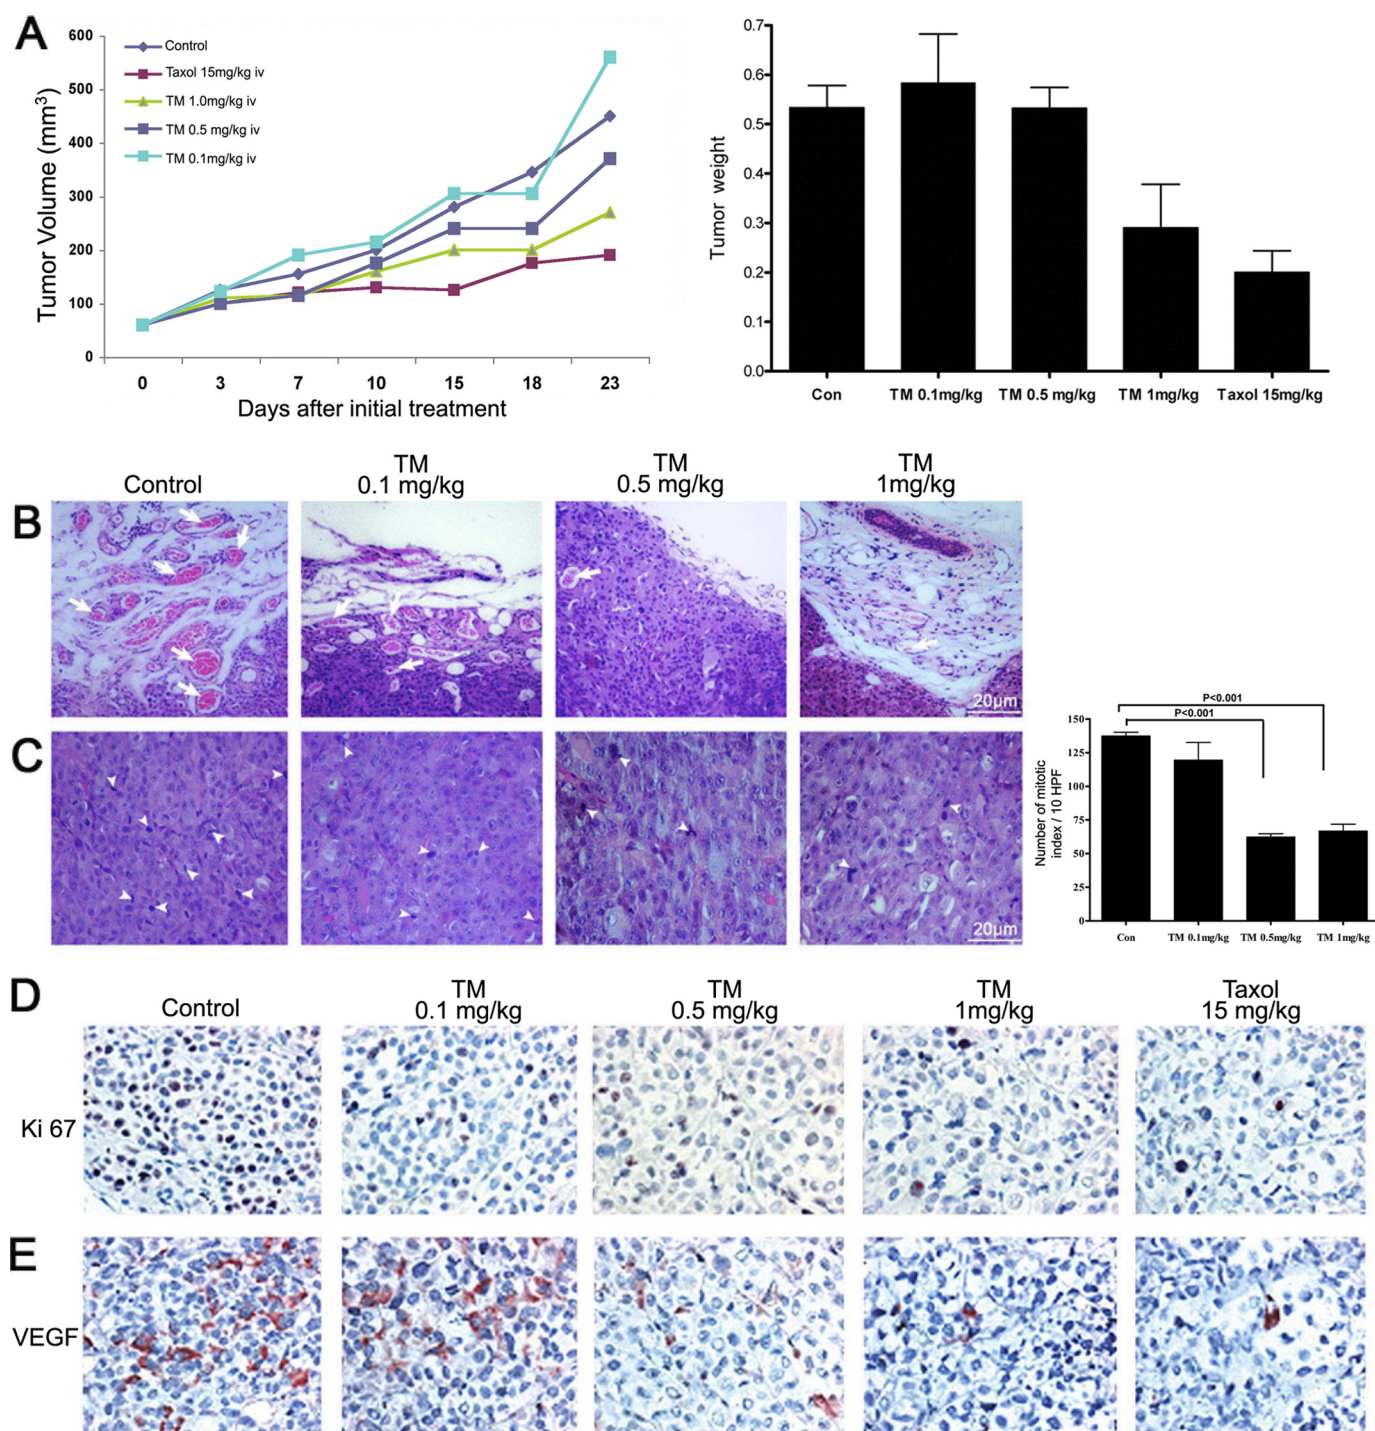 A
Tumor Volume (mm³)
600
500
400
300
200
100
0
Control
Taxol 15mg/kg iv
TM 1.0mg/kg iv
TM 0.5 mg/kg iv
TM 0.1mg/kg iv
0 3 7 10 15 18 23
Days after initial treatment
Tumor weight
0.7
0.6
0.5
0.4
0.3
0.2
0.1
0.0
Con TM 0.1mg/kg TM 0.5 mg/kg TM 1mg/kg Taxol 15mg/kg
B
Control
TM
0.1 mg/kg
TM
0.5 mg/kg
TM
1mg/kg
20µm
C
20µm
P<0.001
P<0.001
Number of mitotic
index / 10 HPF
150
125
100
75
50
25
0
Con TM 0.1mg/kg TM 0.5mg/kg TM 1mg/kg
D
Control
TM
0.1 mg/kg
TM
0.5 mg/kg
TM
1mg/kg
Taxol
15 mg/kg
Ki 67
E
VEGF